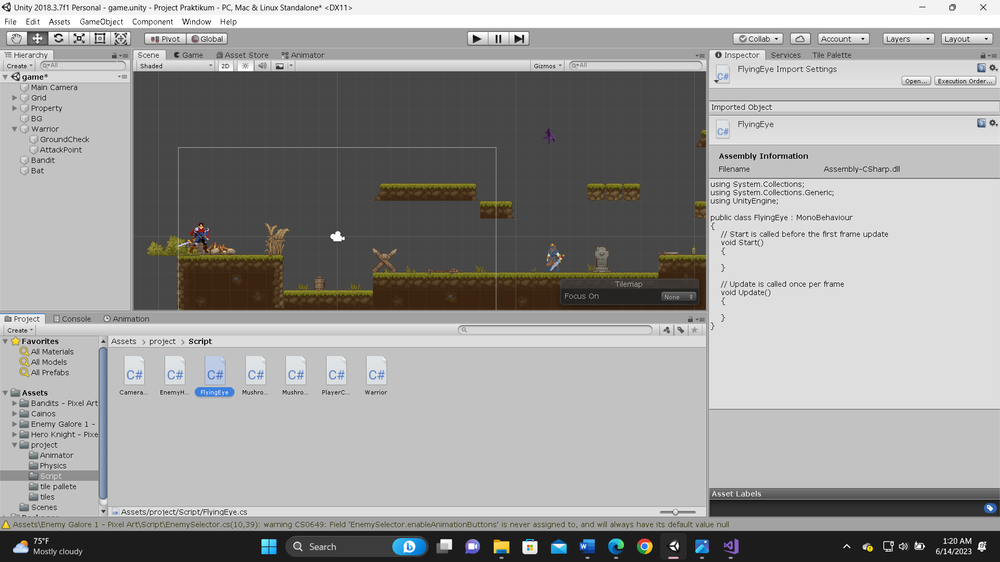 Unity 2018.3.7f1 Personal - game.unity - Project Praktikum - PC, Mac & Linux Standalone* <DX11>
File Edit Assets GameObject Component Window Help
Pivot Global Collab Account Layers Layout
Hierarchy
Create All
game*
Main Camera
Grid
Property
BG
Warrior
GroundCheck
AttackPoint
Bandit
Bat
Scene Game Asset Store Animator
Shaded 2D Gizmos All
RIP
Tilemap
Focus On None
Inspector Services Tile Palette
FlyingEye Import Settings
C#
Open... Execution Order...
Imported Object
FlyingEye
C#
Assembly Information
Filename Assembly-CSharp.dll
using System.Collections;
using System.Collections.Generic;
using UnityEngine;
public class FlyingEye : MonoBehaviour
{
// Start is called before the first frame update
void Start()
{
}
// Update is called once per frame
void Update()
{
}
}
Asset Labels
Project Console Animation
Create
Favorites
All Materials
All Models
All Prefabs
Assets
Bandits - Pixel Art
Cainos
Enemy Galore 1 -
Hero Knight - Pixe
project
Animator
Physics
Script
tile pallete
tiles
Scenes
Assets project Script
C# C# C# C# C# C# C#
Camera... EnemyH... FlyingEye Mushro... Mushro... PlayerC... Warrior
Assets/project/Script/FlyingEye.cs
Assets\Enemy Galore 1 - Pixel Art\Script\EnemySelector.cs(10,39): warning CS0649: Field 'EnemySelector.enableAnimationButtons' is never assigned to, and will always have its default value null
75°F
Mostly cloudy
Search
1:20 AM
6/14/2023